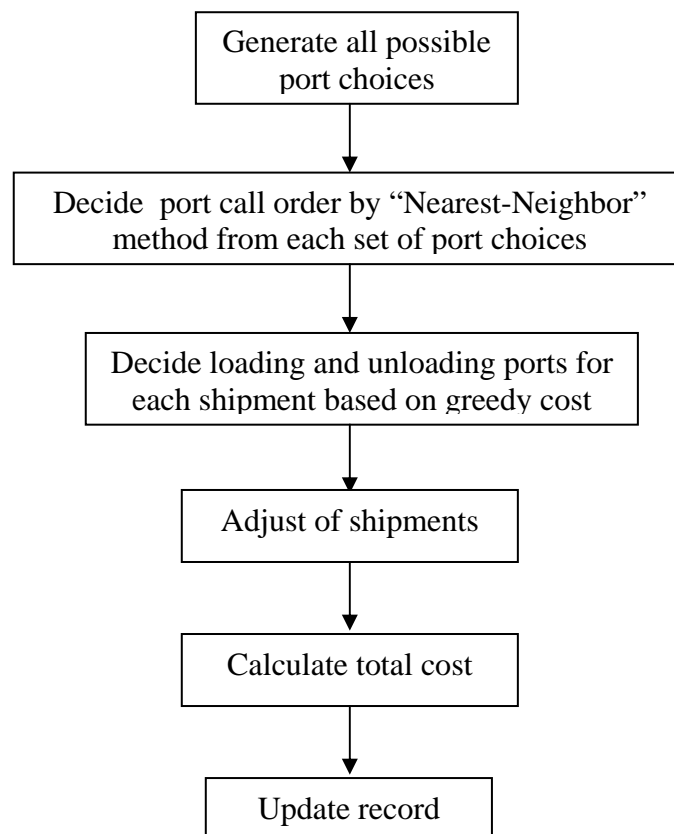 Generate all possible
port choices
Decide port call order by “Nearest-Neighbor”
method from each set of port choices
Decide loading and unloading ports for
each shipment based on greedy cost
Adjust of shipments
Calculate total cost
Update record